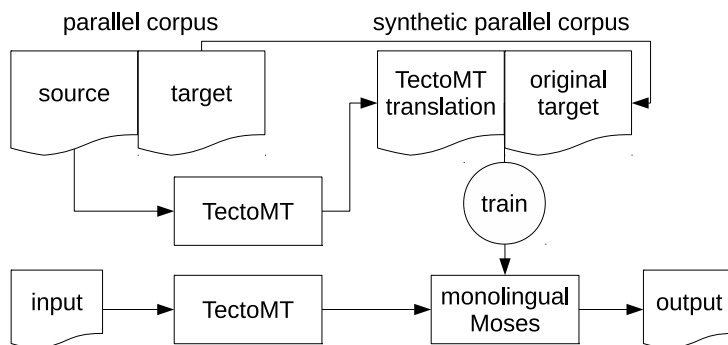 parallel corpus
synthetic parallel corpus
source
target
TectoMT
translation
original
target
TectoMT
train
input
TectoMT
monolingual
Moses
output